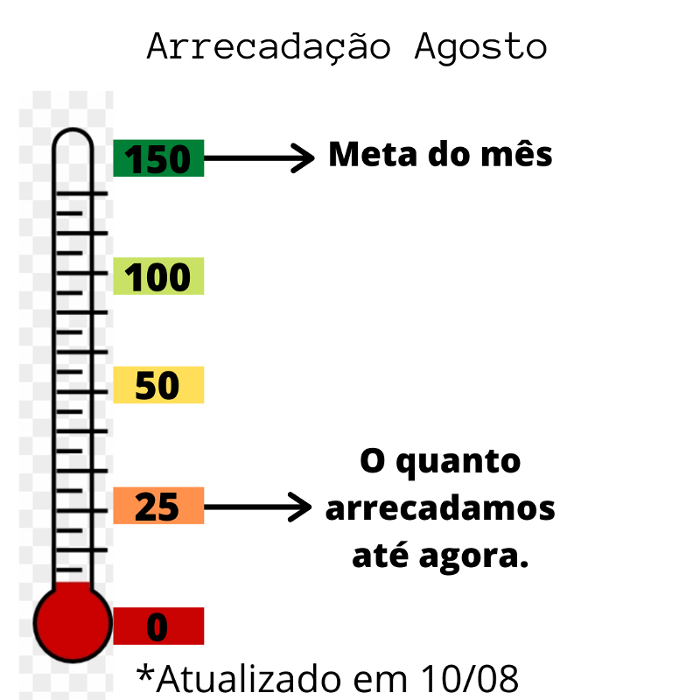 Arrecadação Agosto
150
Meta do mês
100
50
O quanto
25
arrecadamos
até agora.
0
*Atualizado em 10/08